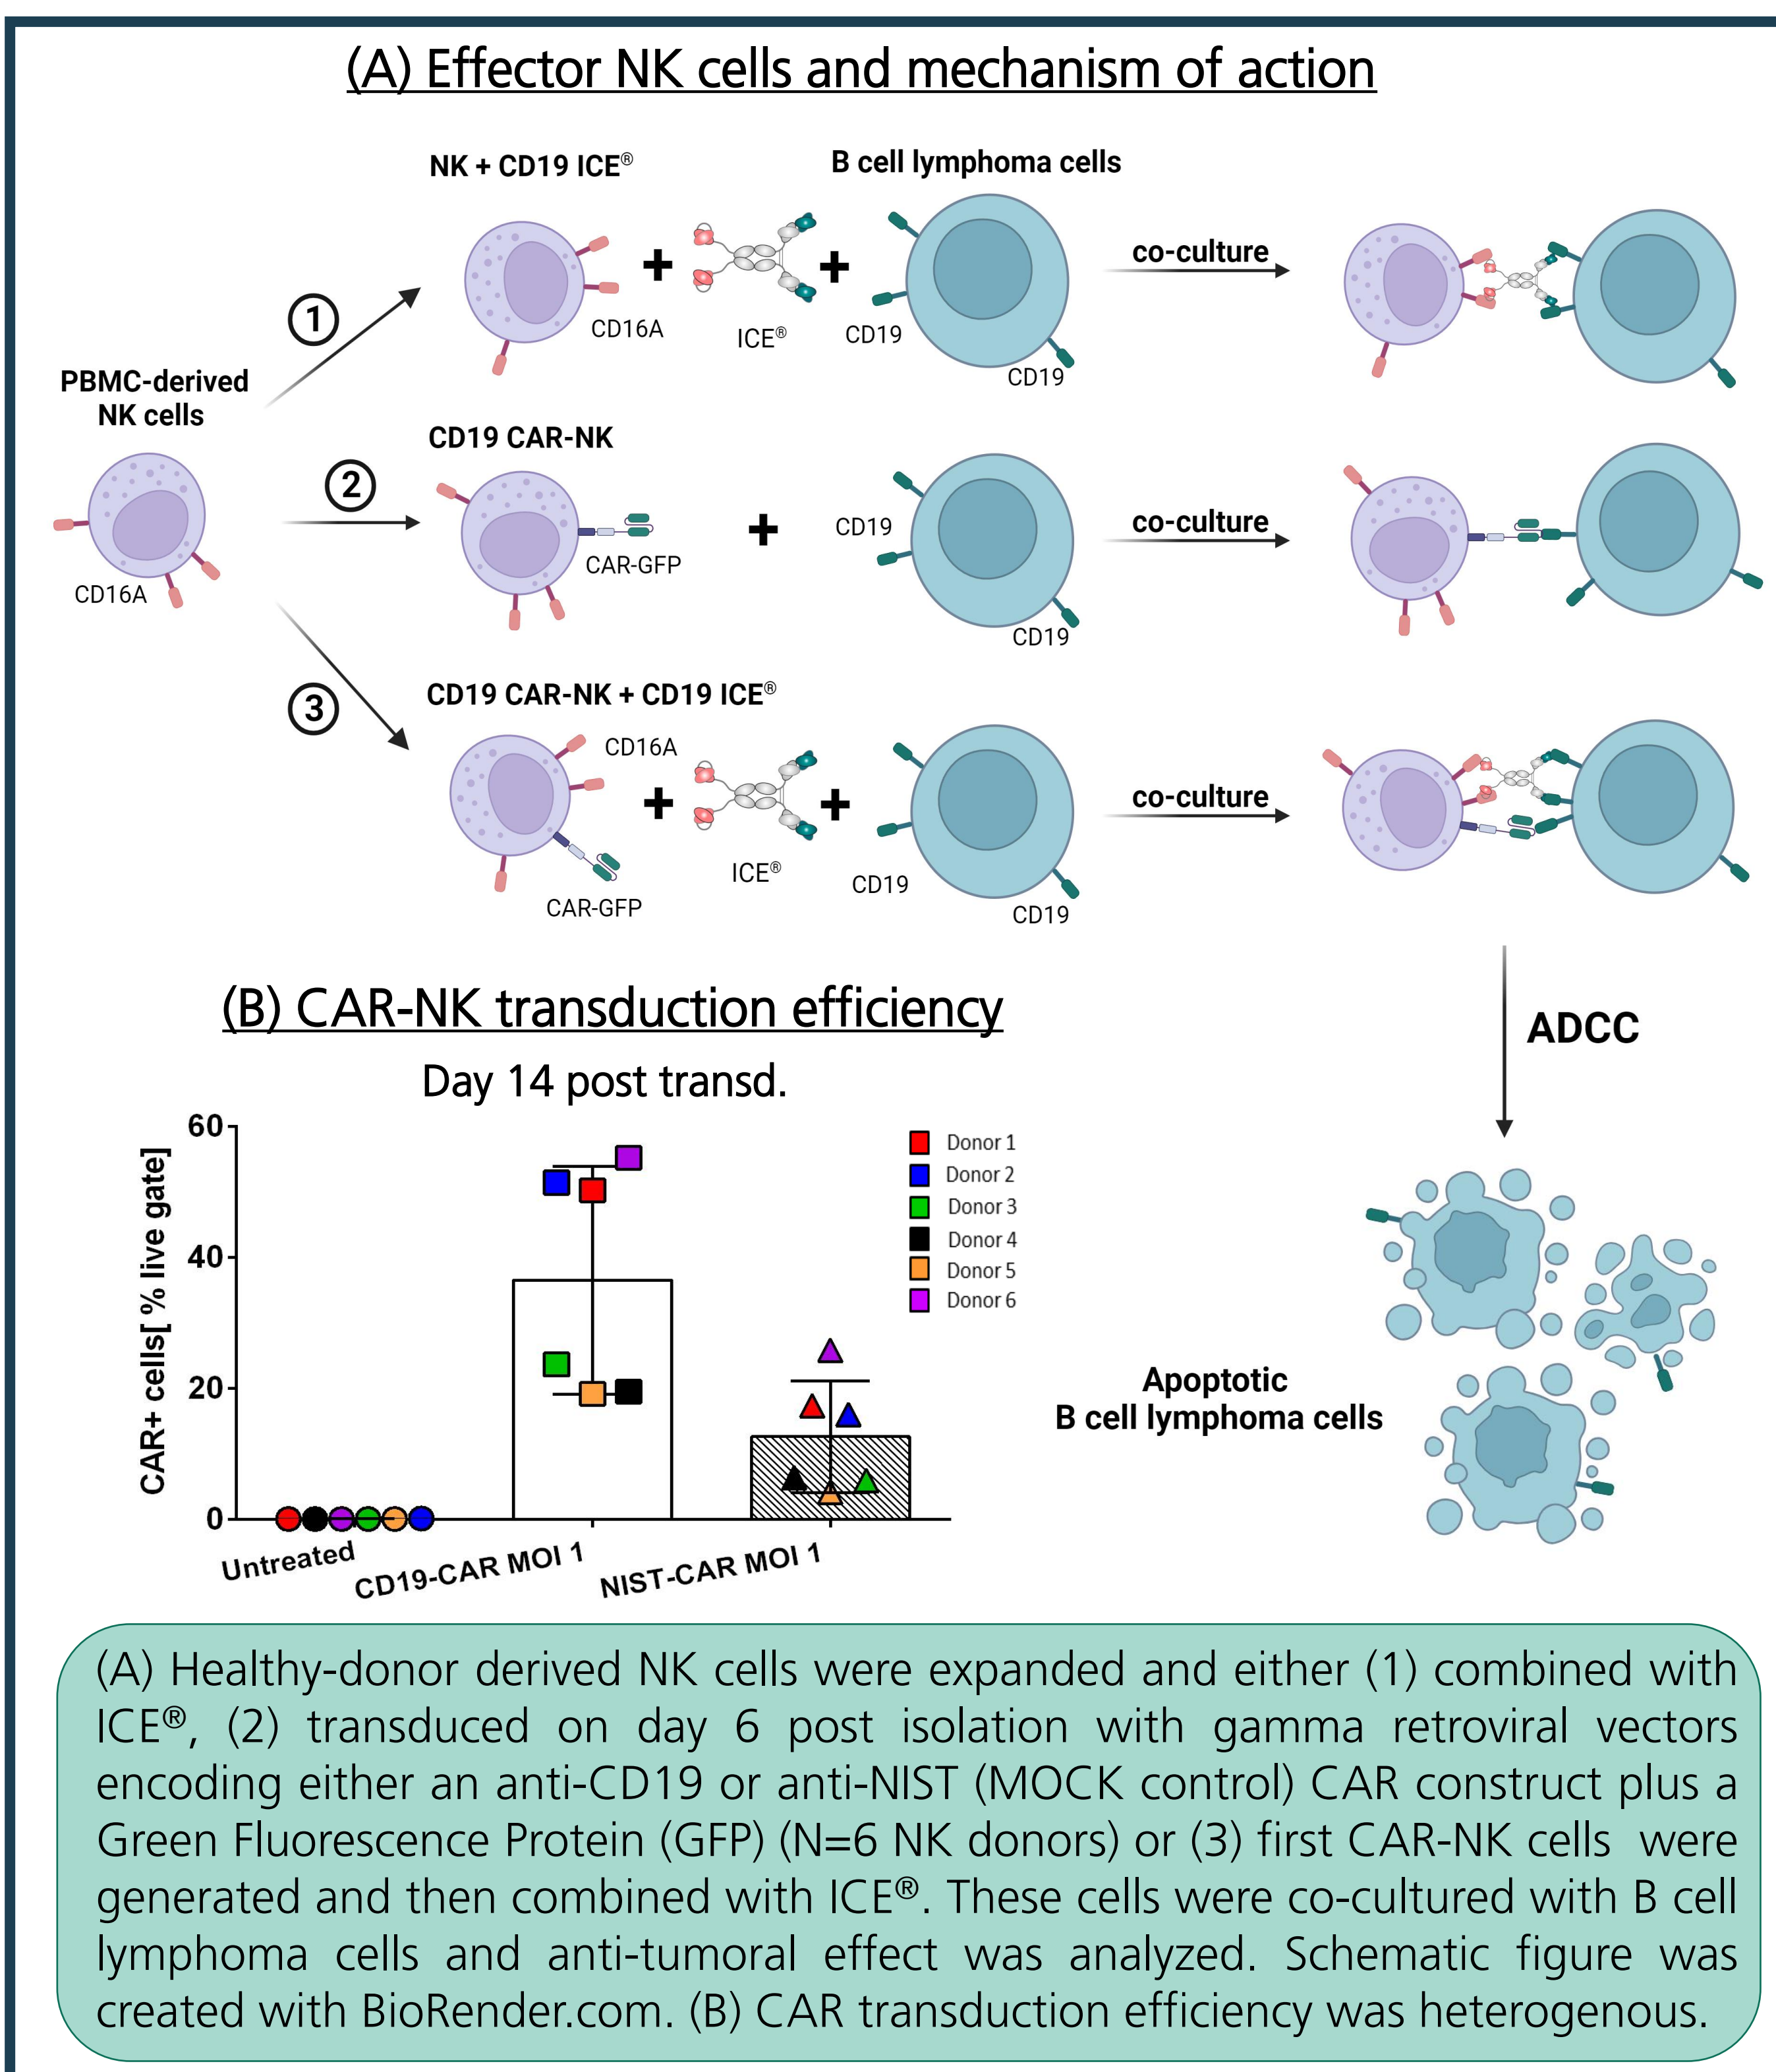 (A) Effector NK cells and mechanism of action
NK + CD19 ICE®
B cell lymphoma cells
1
CD16A
ICE®
CD19
CD19
co-culture
PBMC-derived
NK cells
CD16A
CD19 CAR-NK
2
CAR-GFP
CD19
CD19
co-culture
3
CD19 CAR-NK + CD19 ICE®
CD16A
CAR-GFP
ICE®
CD19
CD19
co-culture
ADCC
Apoptotic
B cell lymphoma cells
(B) CAR-NK transduction efficiency
Day 14 post transd.
CAR+ cells[ % live gate]
60
40
20
0
Untreated
CD19-CAR MOI 1
NIST-CAR MOI 1
Donor 1
Donor 2
Donor 3
Donor 4
Donor 5
Donor 6
(A) Healthy-donor derived NK cells were expanded and either (1) combined with
ICE®, (2) transduced on day 6 post isolation with gamma retroviral vectors
encoding either an anti-CD19 or anti-NIST (MOCK control) CAR construct plus a
Green Fluorescence Protein (GFP) (N=6 NK donors) or (3) first CAR-NK cells were
generated and then combined with ICE®. These cells were co-cultured with B cell
lymphoma cells and anti-tumoral effect was analyzed. Schematic figure was
created with BioRender.com. (B) CAR transduction efficiency was heterogenous.